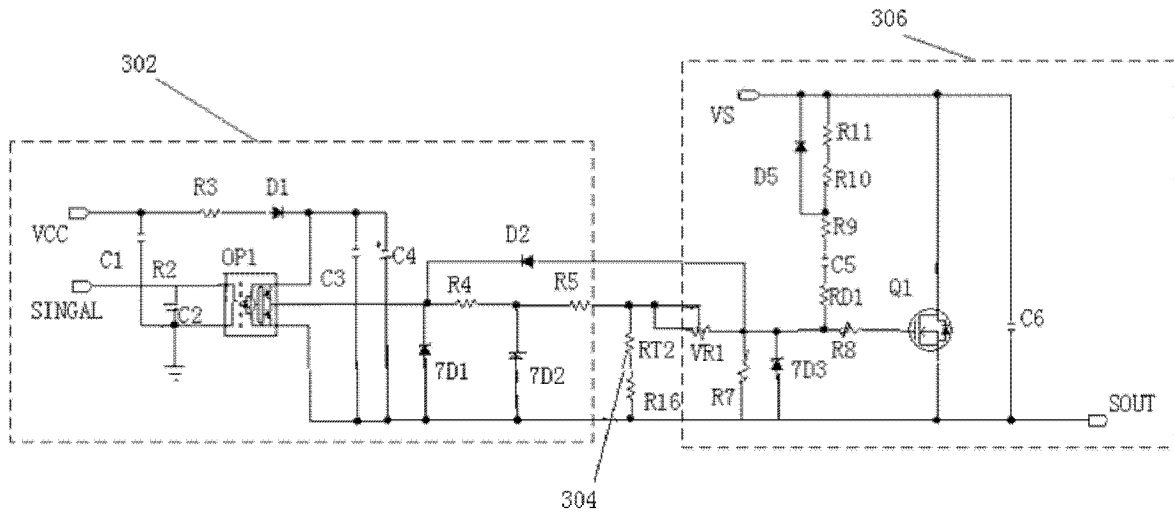 306
302
VS
R11
D5
R10
R3
D1
R9
VCC
D2
C5
C1
OP1
C4
R2
C3
R4
R5
RD1
Q1
SINGAL
C2
C6
RT2
VR1
R8
7D1
7D2
7D3
R16
R7
SOUT
304